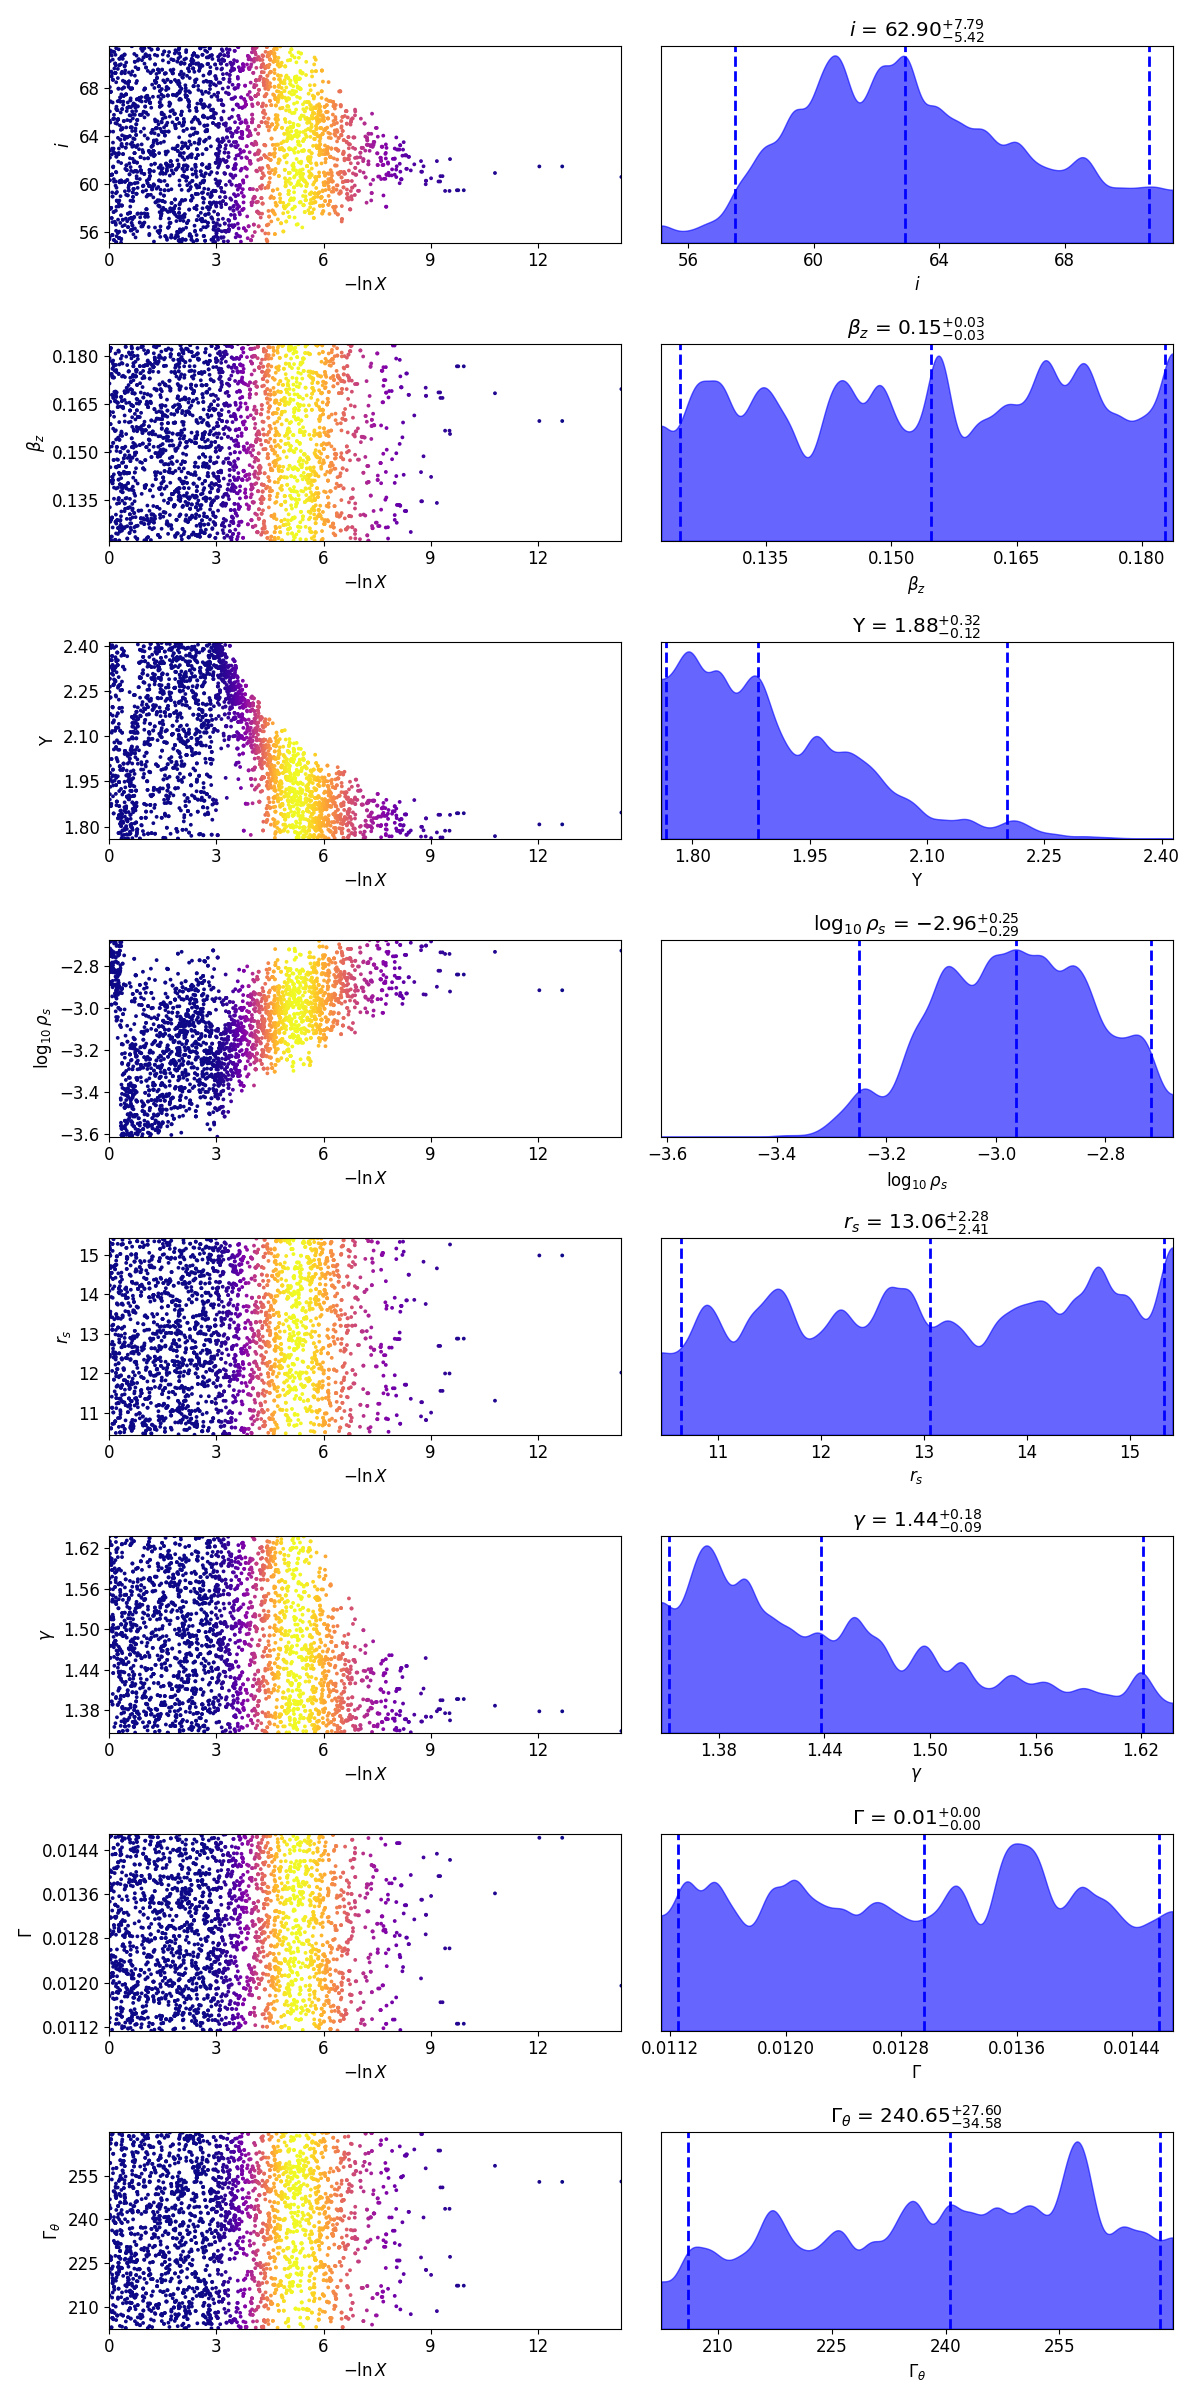 i = 62.90+7.79−5.42
68
64
60
56
i
0 3 6 9 12
−ln X
56 60 64 68
i
βz = 0.15+0.03−0.03
0.180
0.165
0.150
0.135
βz
0 3 6 9 12
−ln X
0.135 0.150 0.165 0.180
βz
Υ = 1.88+0.32−0.12
2.40
2.25
2.10
1.95
1.80
Υ
0 3 6 9 12
−ln X
1.80 1.95 2.10 2.25 2.40
Υ
log10 ρs = −2.96+0.25−0.29
−2.8
−3.0
−3.2
−3.4
−3.6
log10 ρs
0 3 6 9 12
−ln X
−3.6 −3.4 −3.2 −3.0 −2.8
log10 ρs
rs = 13.06+2.28−2.41
15
14
13
12
11
rs
0 3 6 9 12
−ln X
11 12 13 14 15
rs
γ = 1.44+0.18−0.09
1.62
1.56
1.50
1.44
1.38
γ
0 3 6 9 12
−ln X
1.38 1.44 1.50 1.56 1.62
γ
Γ = 0.01+0.00−0.00
0.0144
0.0136
0.0128
0.0120
0.0112
Γ
0 3 6 9 12
−ln X
0.0112 0.0120 0.0128 0.0136 0.0144
Γ
Γθ = 240.65+27.60−34.58
255
240
225
210
Γθ
0 3 6 9 12
−ln X
210 225 240 255
Γθ